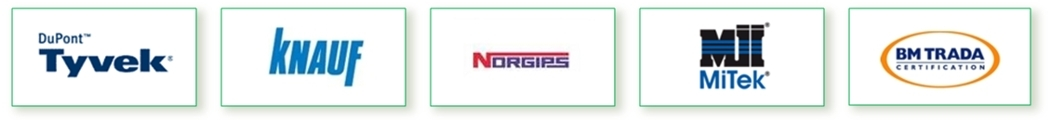 DuPont™
Tyvek®
KNAUF
NORGIPS
MiTek®
BM TRADA
CERTIFICATION